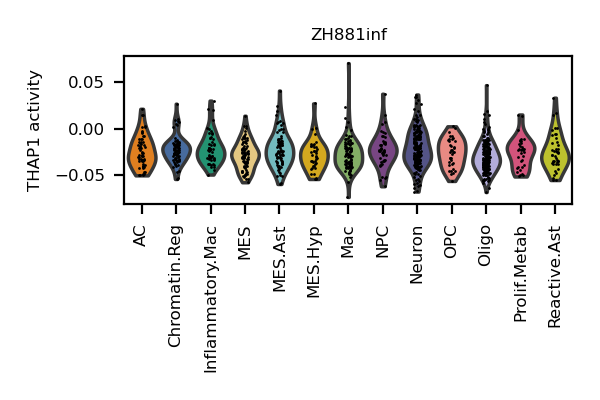 ZH881inf
THAP1 activity
0.05
0.00
−0.05
AC
Chromatin.Reg
Inflammatory.Mac
MES
MES.Ast
MES.Hyp
Mac
NPC
Neuron
OPC
Oligo
Prolif.Metab
Reactive.Ast